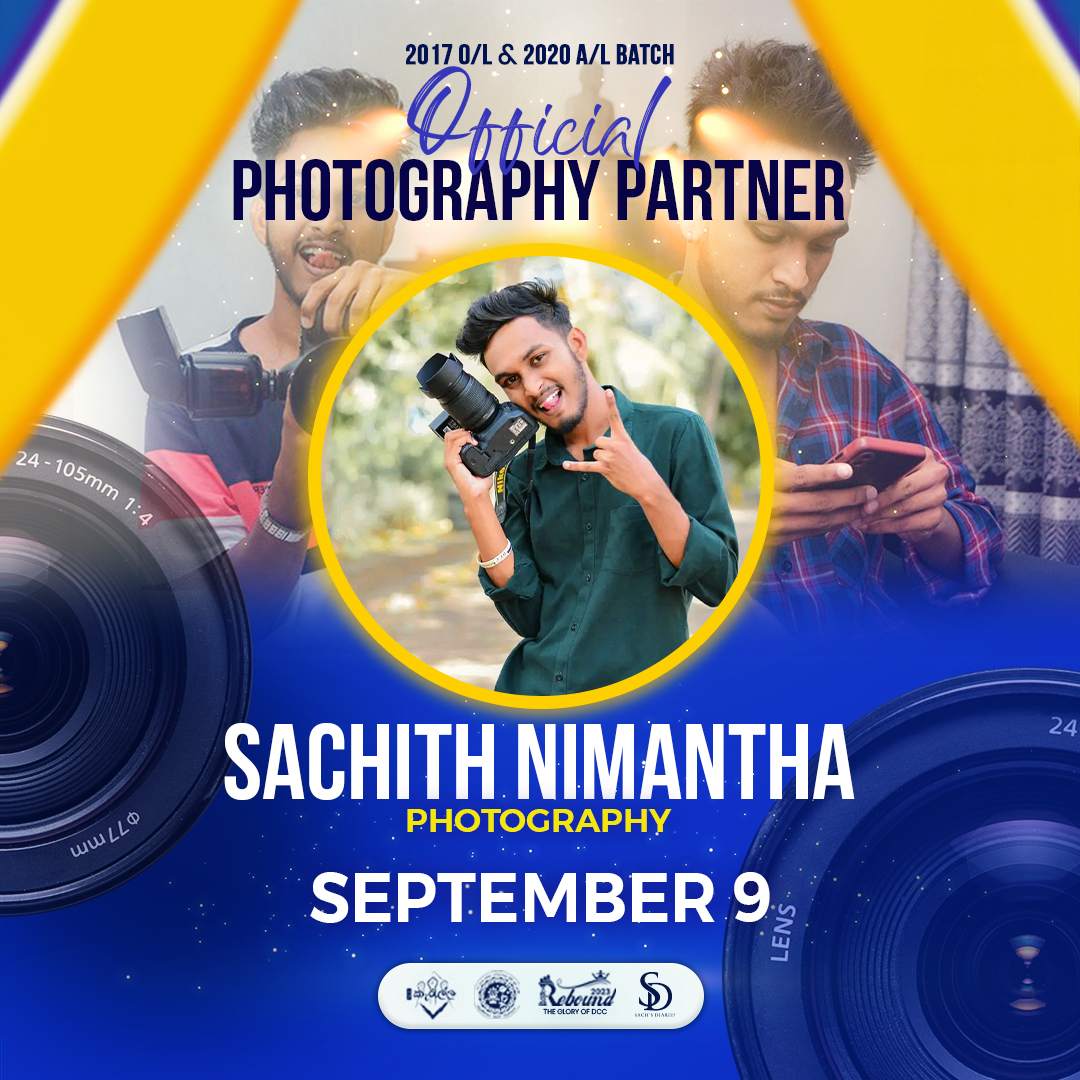 2017 O/L & 2020 A/L BATCH
Official
PHOTOGRAPHY PARTNER
24-105mm 1:4
Nikon
Φ77mm
SACHITH NIMANTHA
PHOTOGRAPHY
SEPTEMBER 9
24
LENS
Rebound
2023
THE GLORY OF DCC
SD
SACH'S DIARIES